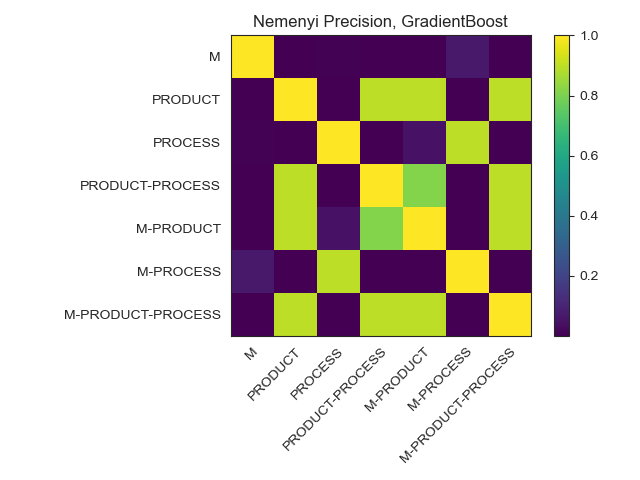 Nemenyi Precision, GradientBoost
M
PRODUCT
PROCESS
PRODUCT-PROCESS
M-PRODUCT
M-PROCESS
M-PRODUCT-PROCESS
M
PRODUCT
PROCESS
PRODUCT-PROCESS
M-PRODUCT
M-PROCESS
M-PRODUCT-PROCESS
1.0
0.8
0.6
0.4
0.2